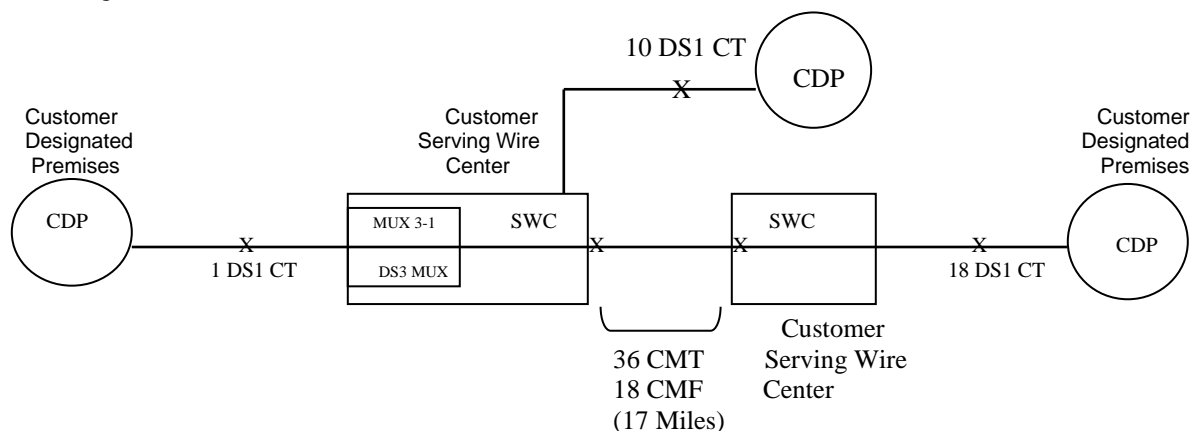 10 DS1 CT
CDP
Customer
Designated
Premises
Customer
Serving Wire
Center
Customer
Designated
Premises
CDP
MUX 3-1
SWC
SWC
CDP
X
X
X
X
X
1 DS1 CT
DS3 MUX
18 DS1 CT
36 CMT
18 CMF
(17 Miles)
Customer
Serving Wire
Center